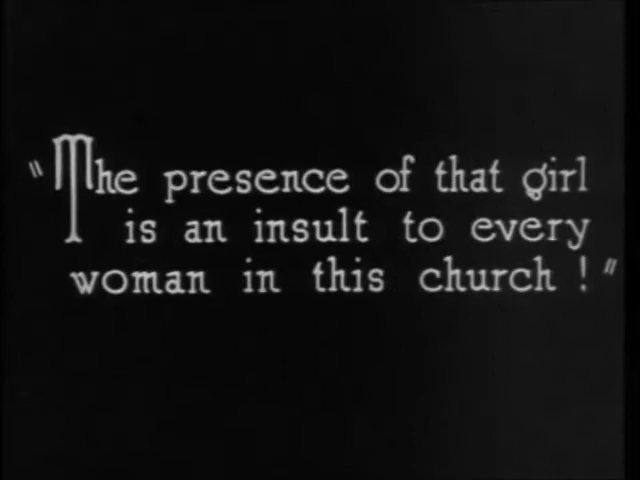 "The presence of that girl
is an insult to every
woman in this church!"